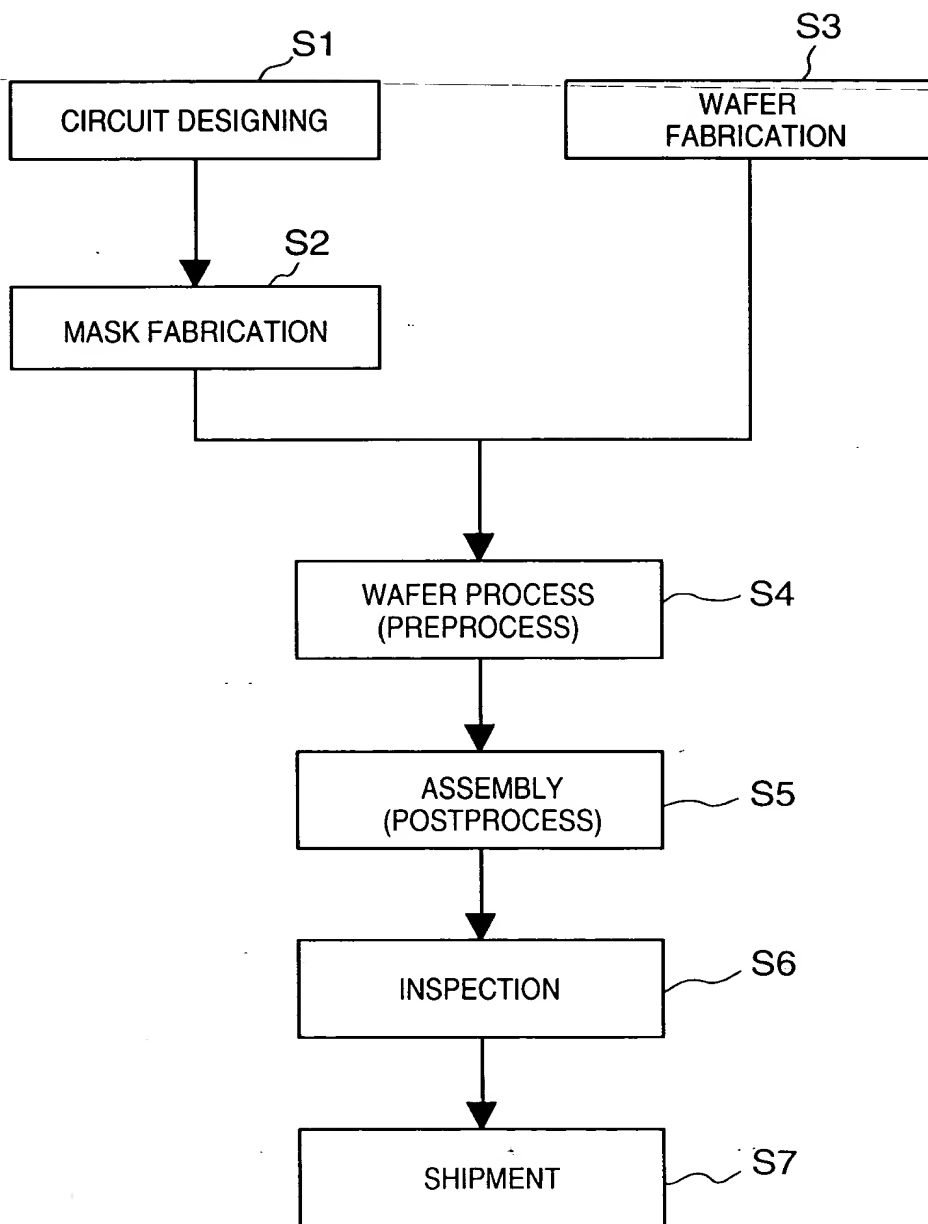 S1
CIRCUIT DESIGNING
S3
WAFER
FABRICATION
S2
MASK FABRICATION
WAFER PROCESS
(PREPROCESS)
S4
ASSEMBLY
(POSTPROCESS)
S5
INSPECTION
S6
SHIPMENT
S7